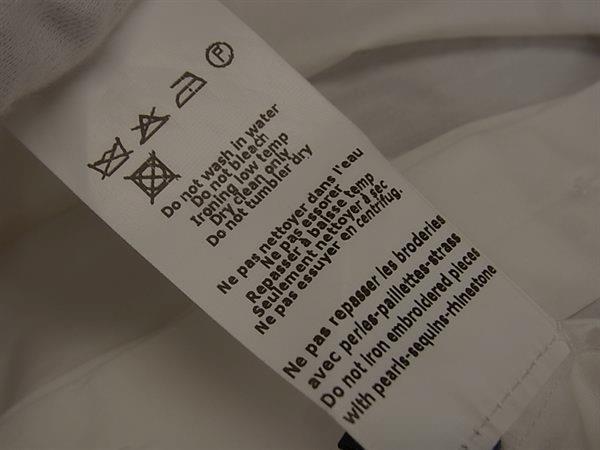 P
Do not wash in water
Do not bleach
Ironing low temp
Dry clean only
Do not tumbler dry
Ne pas nettoyer dans l'eau
Ne pas essorer
Repasser à baisse temp
Seulement nettoyer à sec
Ne pas essuyer en centrifug.
Ne pas repasser les broderies
avec perles-paillettes-strass
Do not iron embroidered pieces
with pearls-sequins-rhinestone